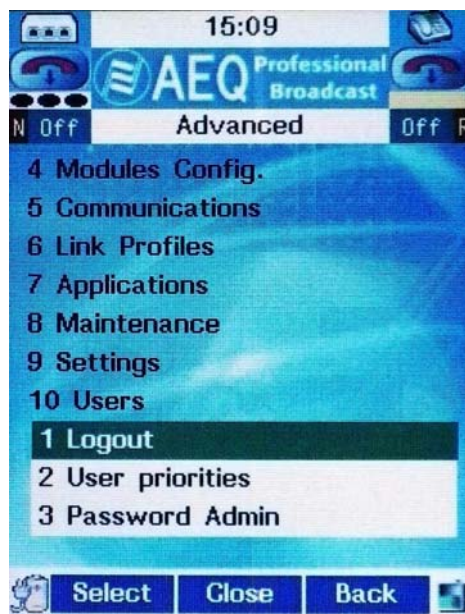 15:09
AEQ Professional Broadcast
N Off Advanced Off
4 Modules Config.
5 Communications
6 Link Profiles
7 Applications
8 Maintenance
9 Settings
10 Users
1 Logout
2 User priorities
3 Password Admin
Select Close Back